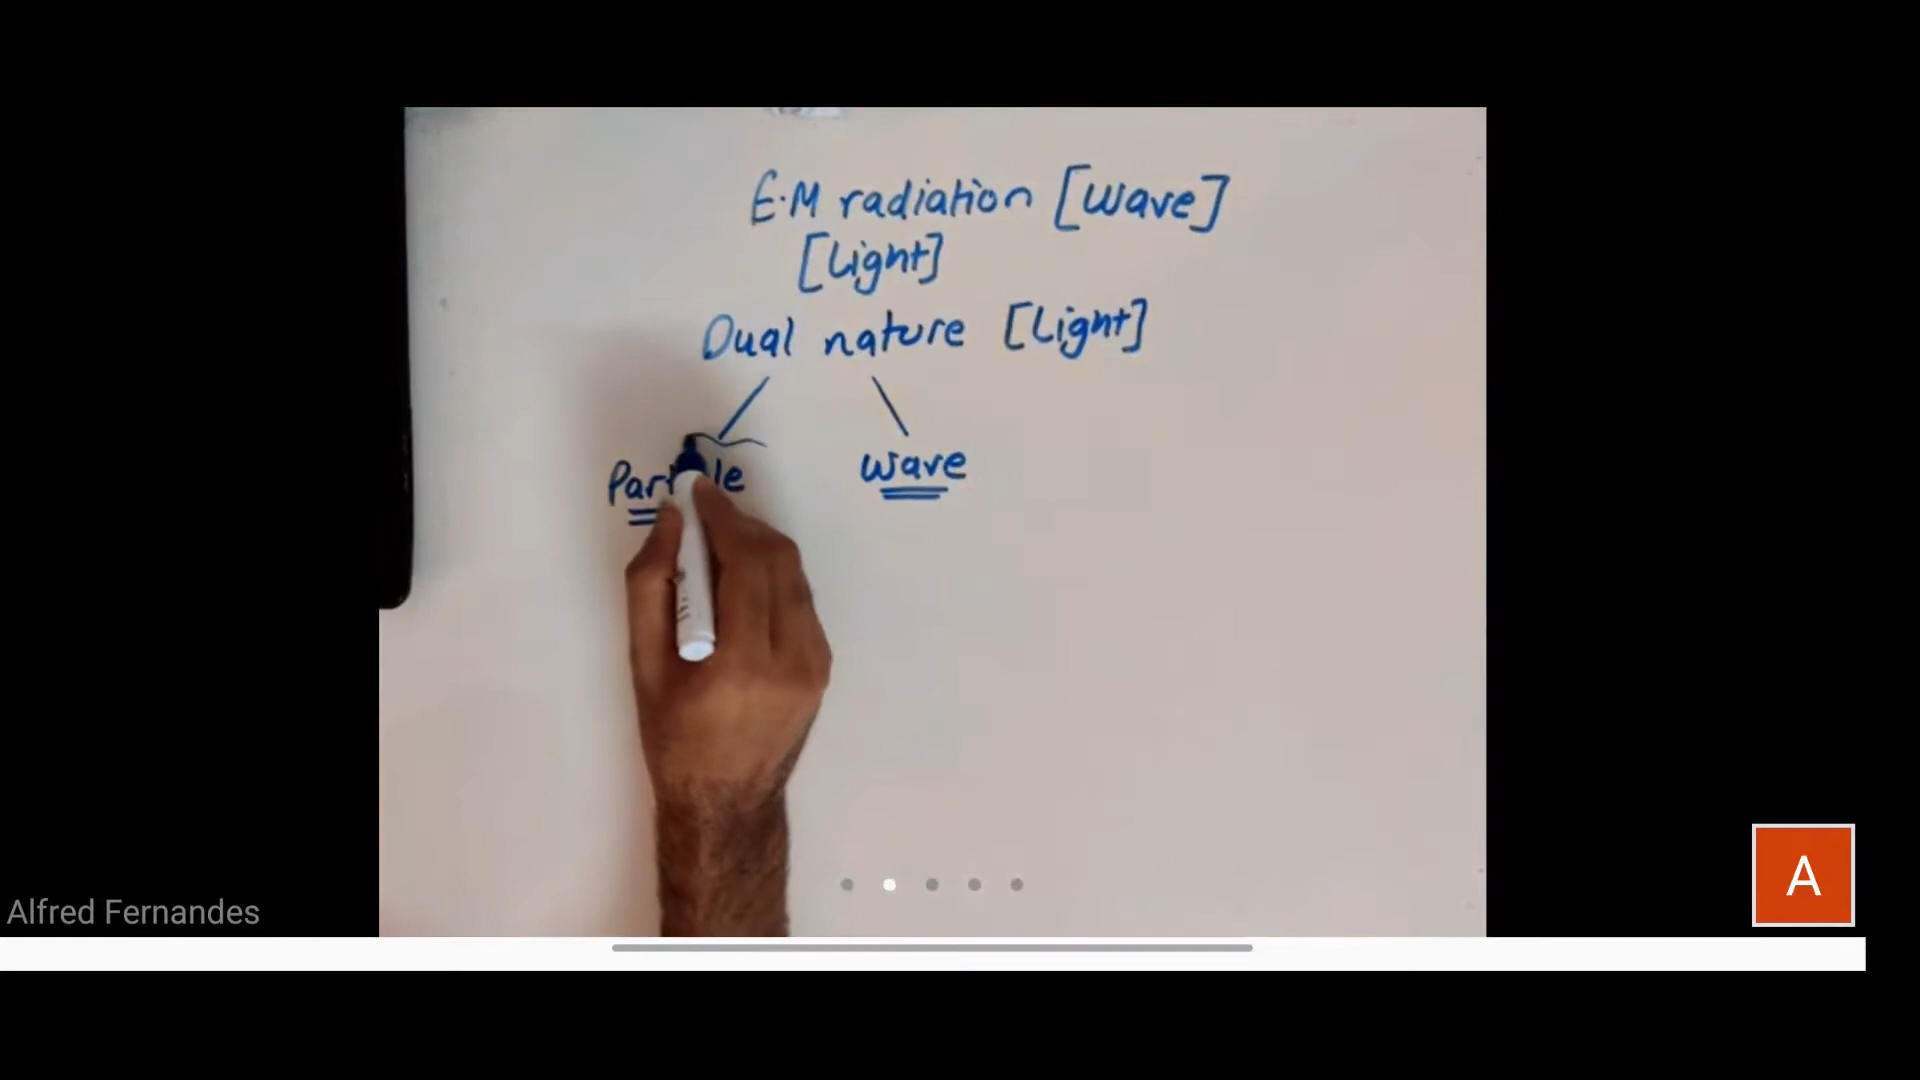 E.M radiation [wave]
[Light]
Dual nature [Light]
wave
Alfred Fernandes
A